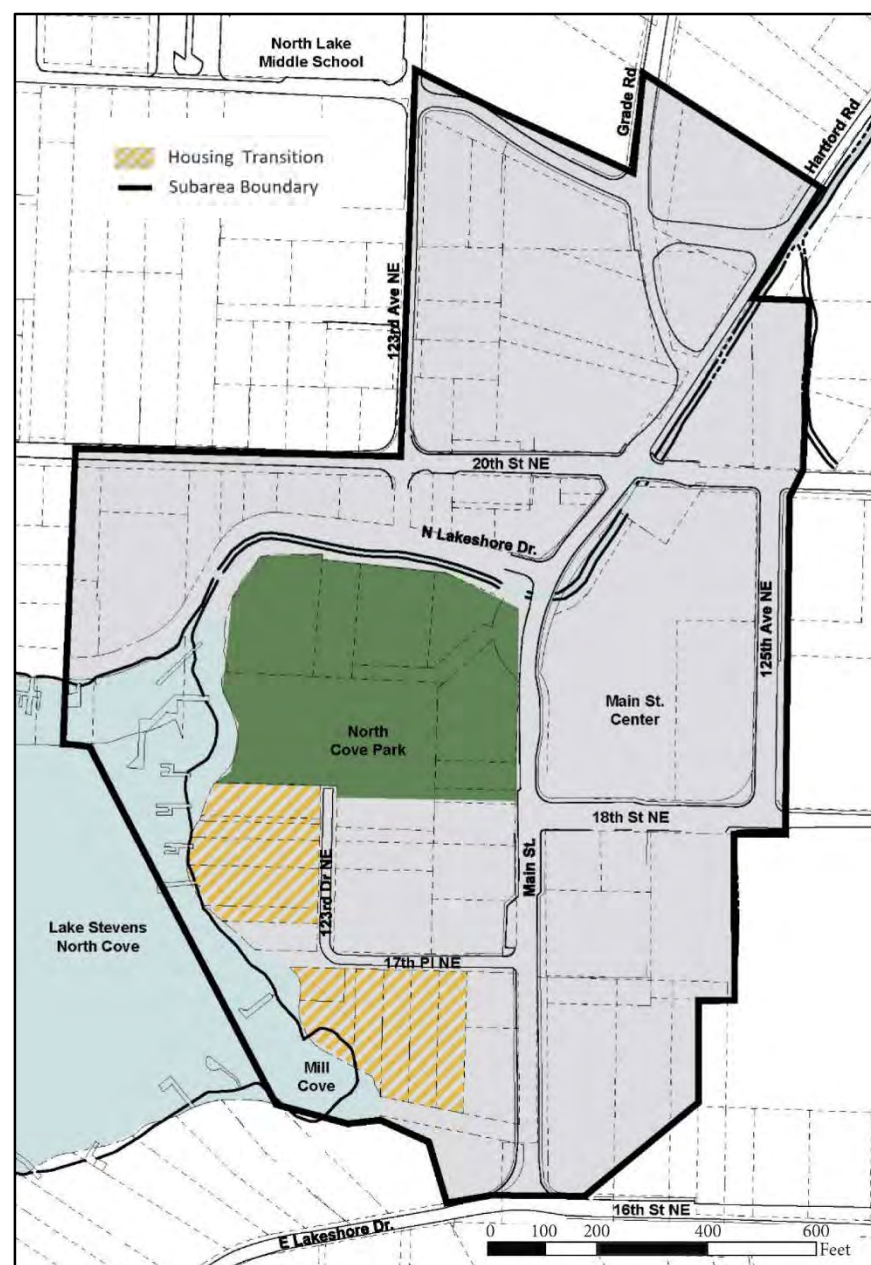 North Lake
Middle School
Grade Rd
Hartford Rd
Housing Transition
Subarea Boundary
123rd Ave NE
20th St NE
N Lakeshore Dr.
125th Ave NE
North
Cove Park
Main St.
Center
18th St NE
Main St.
123rd Dr NE
Lake Stevens
North Cove
17th Pl NE
Mill
Cove
16th St NE
E Lakeshore Dr.
0 100 200 400 600
Feet